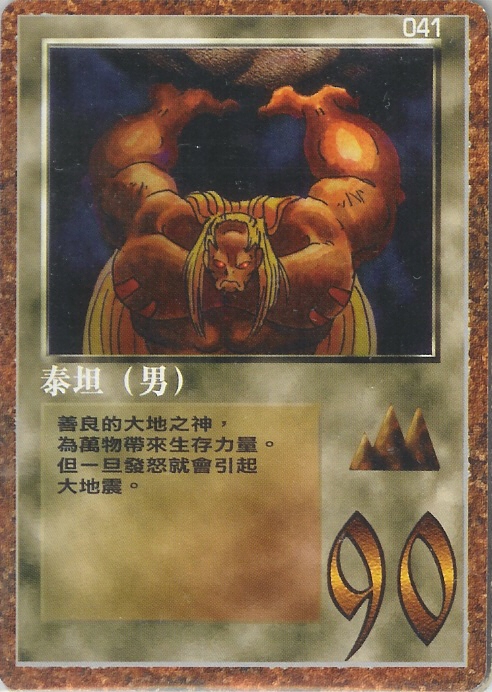 041
泰坦（男）
善良的大地之神，
為萬物帶來生存力量。
但一旦發怒就會引起
大地震。
90